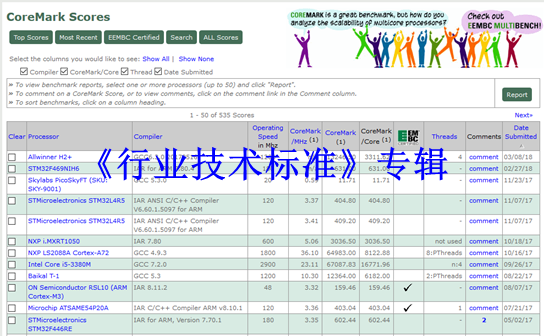 CoreMark Scores
COREMARK is a great benchmark, but how do you
analyze the scalability of multicore processors?
Check out
EEMBC MULTIBENCH!
Top Scores Most Recent EEMBC Certified Search ALL Scores
Select the columns you would like to see: Show All | Show None
Compiler CoreMark/Core Thread Date Submitted
» To view benchmark reports, select one or more processors (up to 50) and click "Report".
» To comment on a CoreMark Score, or to view comments, click on the comment link in the Comment column.
» To sort benchmarks, click on a column heading.
Report
1 - 50 of 535 Scores Next»
Clear Processor Compiler Operating Speed in Mhz CoreMark /MHz (1) CoreMark (1) CoreMark /Core (1) EEMBC Threads Comments Date Submitted
Allwinner H2+ 4 comment 03/08/18
STM32F469NIH6 - comment 02/27/18
《行业技术标准》专辑
Skylabs PicoSkyFT (SKU: SKY-9001) GCC 5.3.0 11.71 11.71 - comment 11/23/17
STMicroelectronics STM32L4R5 IAR ANSI C/C++ Compiler V6.60.1.5097 for ARM 120 3.37 404.80 404.80 - comment 11/07/17
STMicroelectronics STM32L4R5 IAR ANSI C/C++ Compiler V6.60.1.5097 for ARM 120 3.41 409.20 409.20 - comment 11/07/17
NXP i.MXRT1050 IAR 7.80 600 5.06 3036.50 3036.50 not used comment 10/18/17
NXP LS2088A Cortex-A72 GCC 4.9.3 1800 36.10 64983.00 8122.88 8:PThreads comment 10/16/17
Intel Core i5-3380M GCC 4.7.2 2900 23.11 67087.83 16771.96 n:4 comment 09/26/17
Baikal T-1 GCC 5.3 1200 10.30 12364.00 6182.00 2:PThreads comment 08/22/17
ON Semiconductor RSL10 (ARM Cortex-M3) IAR 8.11.2 48 3.32 159.46 159.46 ✓ - comment 08/17/17
Microchip ATSAME54P20A IAR C/C++ Compiler ARM v8.10.1 120 3.36 403.04 403.04 ✓ 1 comment 07/21/17
STMicroelectronics STM32F446RE IAR for ARM, Version 7.70.1 180 3.35 602.44 602.44 - 2 05/01/17